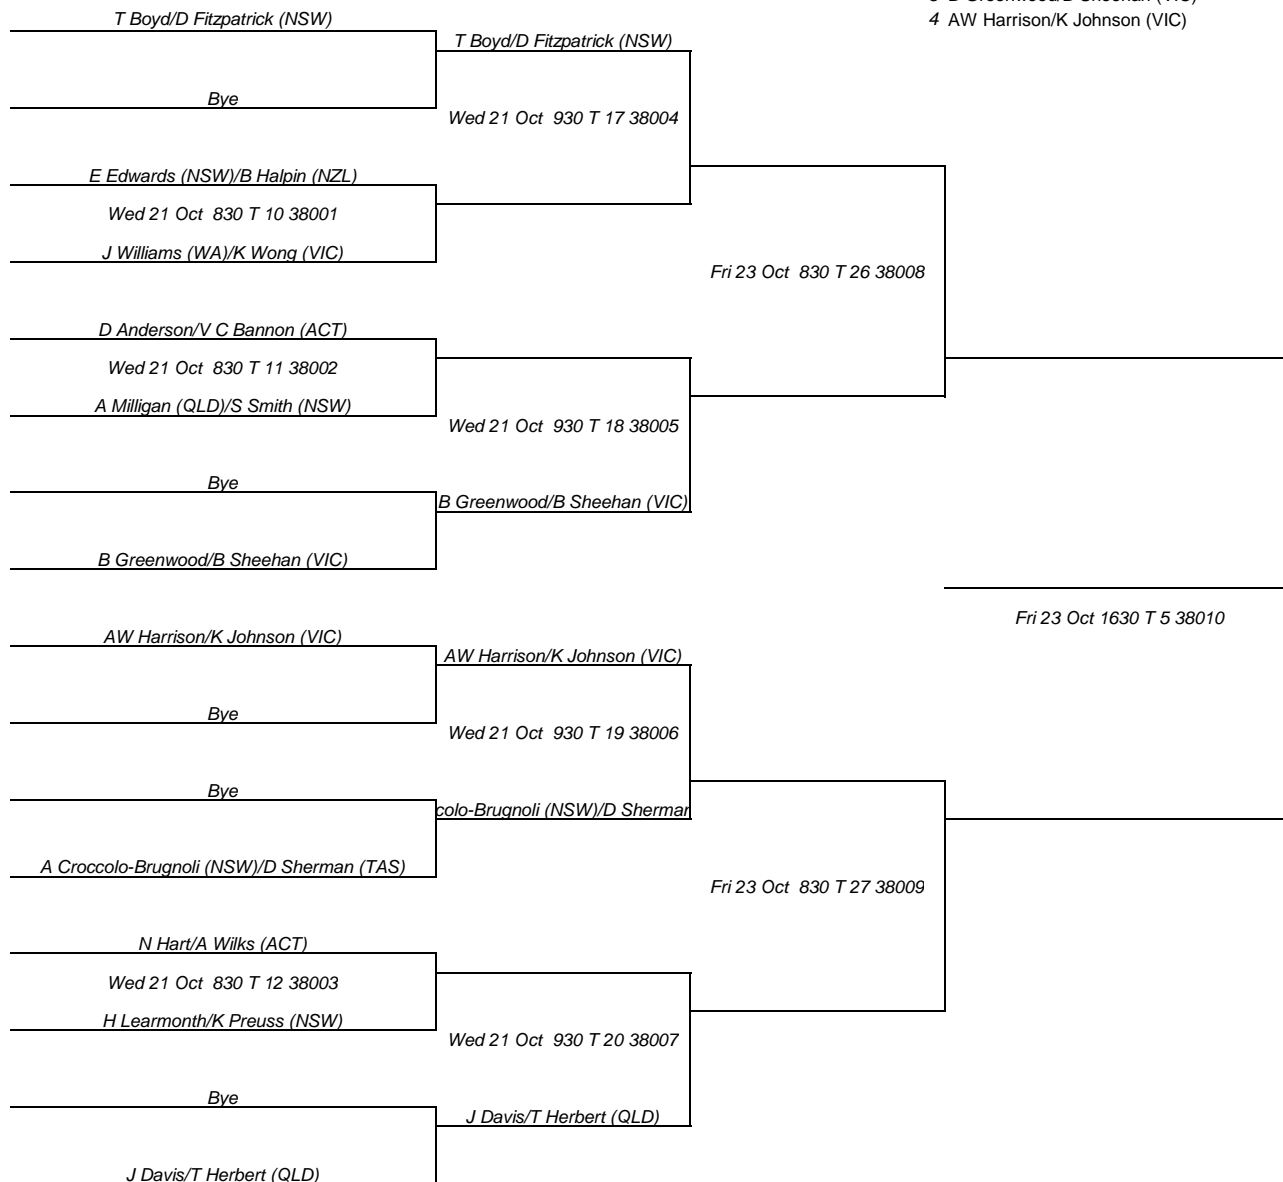 4 AW Harrison/K Johnson (VIC)
T Boyd/D Fitzpatrick (NSW)
T Boyd/D Fitzpatrick (NSW)
Bye
Wed 21 Oct 930 T 17 38004
E Edwards (NSW)/B Halpin (NZL)
Wed 21 Oct 830 T 10 38001
J Williams (WA)/K Wong (VIC)
Fri 23 Oct 830 T 26 38008
D Anderson/V C Bannon (ACT)
Wed 21 Oct 830 T 11 38002
A Milligan (QLD)/S Smith (NSW)
Wed 21 Oct 930 T 18 38005
Bye
B Greenwood/B Sheehan (VIC)
B Greenwood/B Sheehan (VIC)
Fri 23 Oct 1630 T 5 38010
AW Harrison/K Johnson (VIC)
AW Harrison/K Johnson (VIC)
Bye
Wed 21 Oct 930 T 19 38006
Bye
colo-Brugnoli (NSW)/D Sherman
A Croccolo-Brugnoli (NSW)/D Sherman (TAS)
Fri 23 Oct 830 T 27 38009
N Hart/A Wilks (ACT)
Wed 21 Oct 830 T 12 38003
H Learmonth/K Preuss (NSW)
Wed 21 Oct 930 T 20 38007
Bye
J Davis/T Herbert (QLD)
J Davis/T Herbert (QLD)